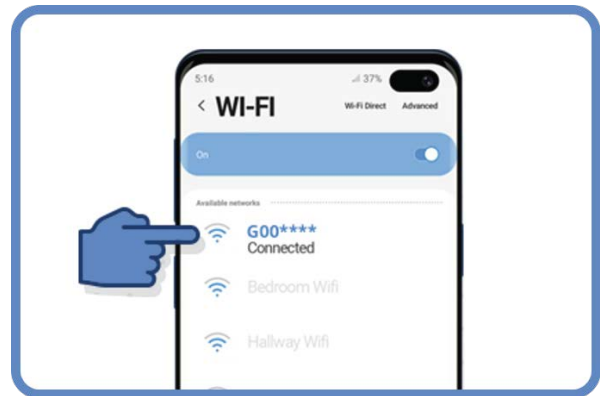 5:16 37%
WI-FI Wi-Fi Direct Advanced
On
Available networks
G00****
Connected
Bedroom Wifi
Hallway Wifi